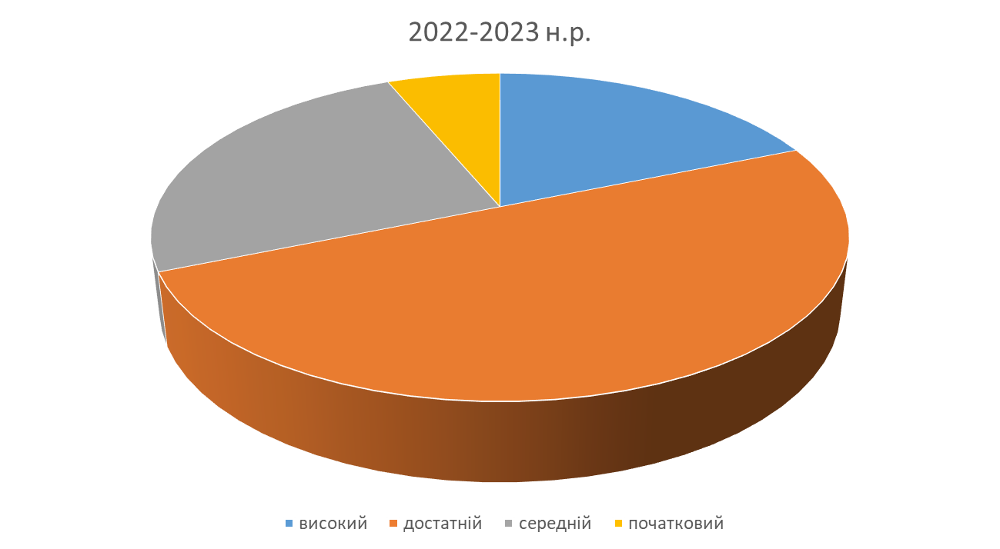 2022-2023 н.р.
високий достатній середній початковий